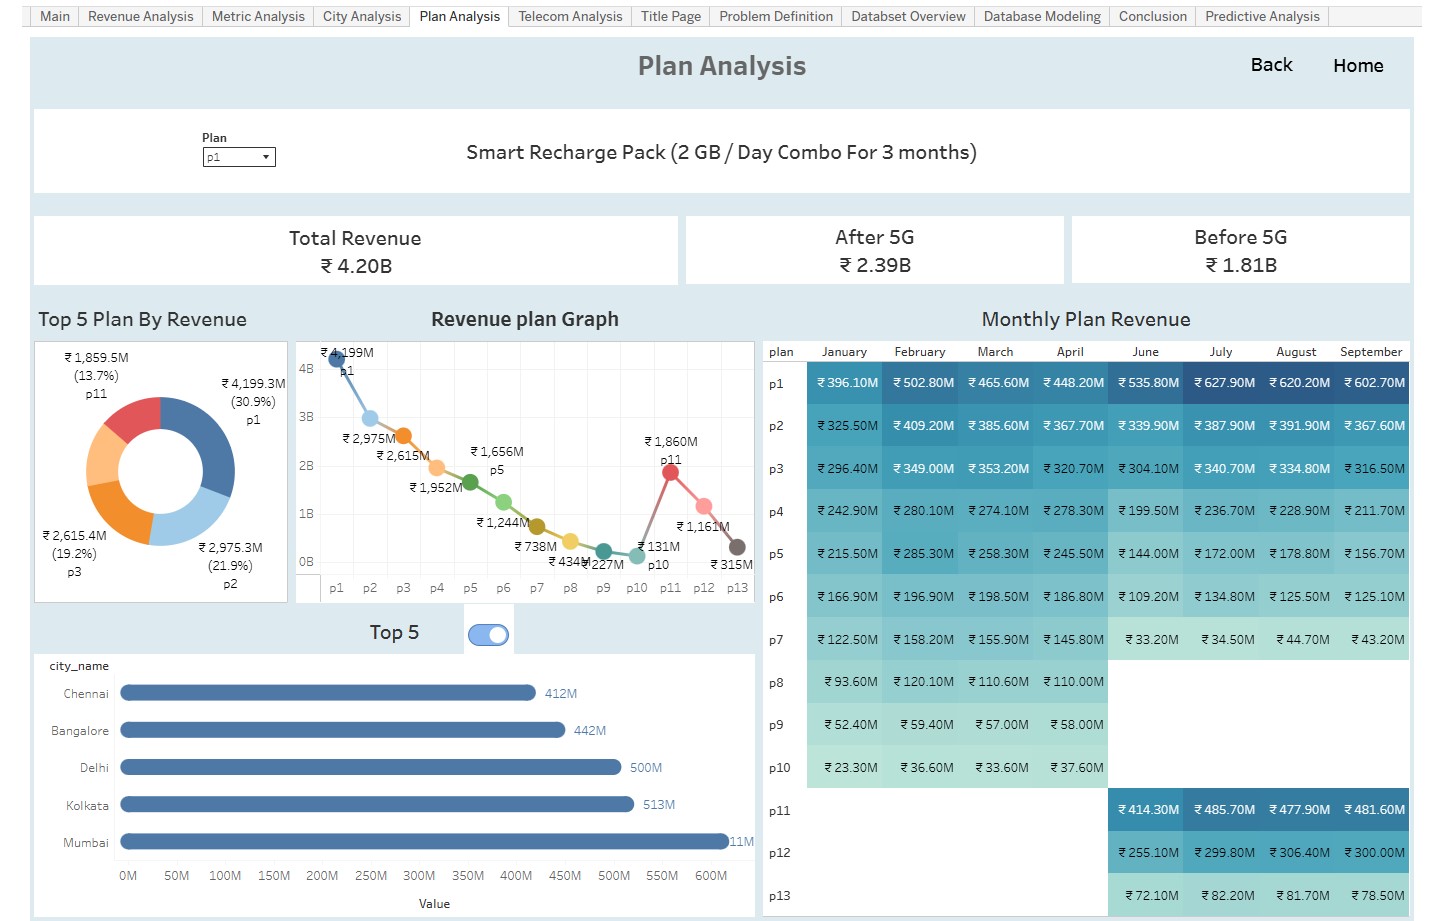 Main Revenue Analysis Metric Analysis City Analysis Plan Analysis Telecom Analysis Title Page Problem Definition Databset Overview Database Modeling Conclusion Predictive Analysis
Plan Analysis
Back Home
Plan
p1
Smart Recharge Pack (2 GB / Day Combo For 3 months)
Total Revenue
₹ 4.20B
After 5G
₹ 2.39B
Before 5G
₹ 1.81B
Top 5 Plan By Revenue
₹ 1,859.5M
(13.7%)
p11
₹ 4,199.3M
(30.9%)
p1
₹ 2,615.4M
(19.2%)
p3
₹ 2,975.3M
(21.9%)
p2
Revenue plan Graph
4B
3B
2B
1B
0B
₹ 4,199M
p1
₹ 2,975M
₹ 2,615M
₹ 1,952M
₹ 1,656M
p5
₹ 1,244M
₹ 738M
₹ 434M
₹ 227M
₹ 131M
p10
₹ 1,860M
p11
₹ 1,161M
₹ 315M
p1 p2 p3 p4 p5 p6 p7 p8 p9 p10 p11 p12 p13
Top 5
city_name
Chennai 412M
Bangalore 442M
Delhi 500M
Kolkata 513M
Mumbai 11M
0M 50M 100M 150M 200M 250M 300M 350M 400M 450M 500M 550M 600M
Value
Monthly Plan Revenue
plan January February March April June July August September
p1 ₹ 396.10M ₹ 502.80M ₹ 465.60M ₹ 448.20M ₹ 535.80M ₹ 627.90M ₹ 620.20M ₹ 602.70M
p2 ₹ 325.50M ₹ 409.20M ₹ 385.60M ₹ 367.70M ₹ 339.90M ₹ 387.90M ₹ 391.90M ₹ 367.60M
p3 ₹ 296.40M ₹ 349.00M ₹ 353.20M ₹ 320.70M ₹ 304.10M ₹ 340.70M ₹ 334.80M ₹ 316.50M
p4 ₹ 242.90M ₹ 280.10M ₹ 274.10M ₹ 278.30M ₹ 199.50M ₹ 236.70M ₹ 228.90M ₹ 211.70M
p5 ₹ 215.50M ₹ 285.30M ₹ 258.30M ₹ 245.50M ₹ 144.00M ₹ 172.00M ₹ 178.80M ₹ 156.70M
p6 ₹ 166.90M ₹ 196.90M ₹ 198.50M ₹ 186.80M ₹ 109.20M ₹ 134.80M ₹ 125.50M ₹ 125.10M
p7 ₹ 122.50M ₹ 158.20M ₹ 155.90M ₹ 145.80M ₹ 33.20M ₹ 34.50M ₹ 44.70M ₹ 43.20M
p8 ₹ 93.60M ₹ 120.10M ₹ 110.60M ₹ 110.00M
p9 ₹ 52.40M ₹ 59.40M ₹ 57.00M ₹ 58.00M
p10 ₹ 23.30M ₹ 36.60M ₹ 33.60M ₹ 37.60M
p11 ₹ 414.30M ₹ 485.70M ₹ 477.90M ₹ 481.60M
p12 ₹ 255.10M ₹ 299.80M ₹ 306.40M ₹ 300.00M
p13 ₹ 72.10M ₹ 82.20M ₹ 81.70M ₹ 78.50M